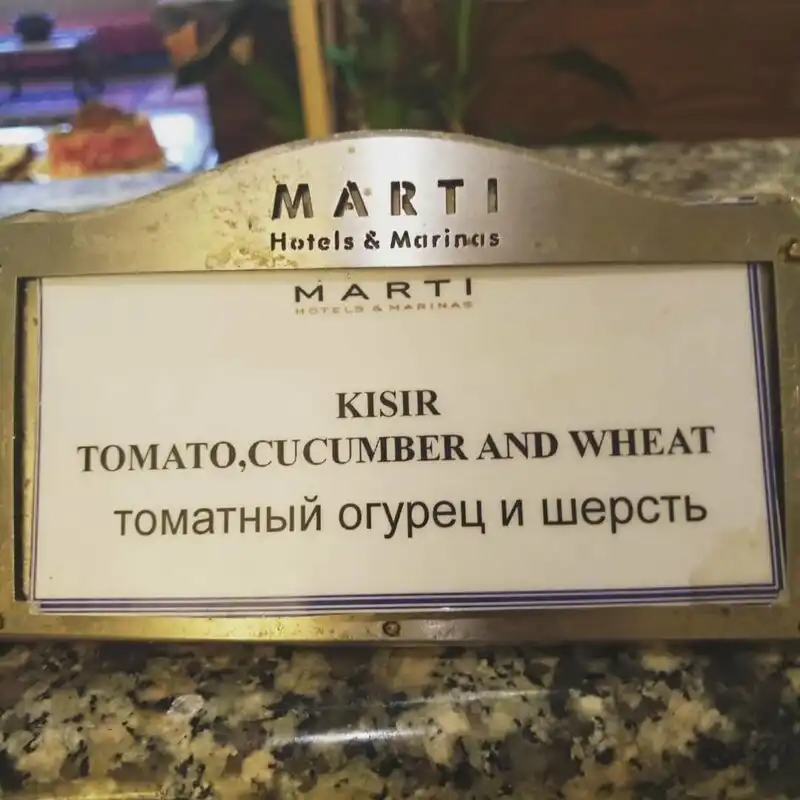 MARTI
Hotels & Marinas
MARTI
HOTELS & MARINAS
KISIR
TOMATO,CUCUMBER AND WHEAT
томатный огурец и шерсть